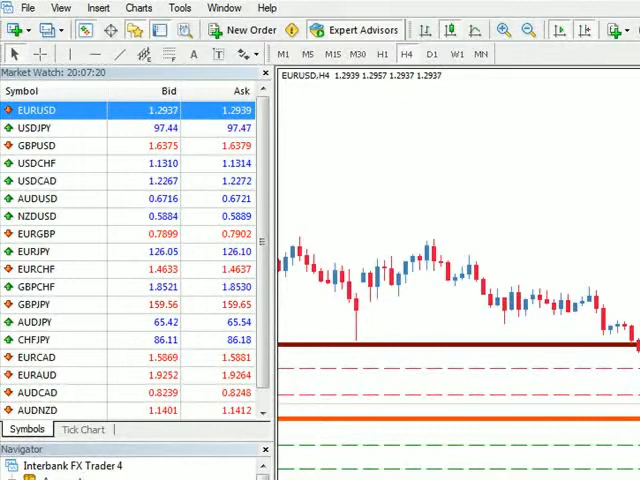 File View Insert Charts Tools Window Help
New Order Expert Advisors
A T M1 M5 M15 M30 H1 H4 D1 W1 MN
Market Watch: 20:07:20
Symbol Bid Ask
EURUSD 1.2937 1.2939
USDJPY 97.44 97.47
GBPUSD 1.6375 1.6379
USDCHF 1.1310 1.1314
USDCAD 1.2267 1.2272
AUDUSD 0.6716 0.6721
NZDUSD 0.5884 0.5889
EURGBP 0.7899 0.7902
EURJPY 126.05 126.10
EURCHF 1.4633 1.4637
GBPCHF 1.8521 1.8530
GBPJPY 159.56 159.65
AUDJPY 65.42 65.54
CHFJPY 86.11 86.18
EURCAD 1.5869 1.5881
EURAUD 1.9252 1.9264
AUDCAD 0.8239 0.8248
AUDNZD 1.1401 1.1412
Symbols Tick Chart
Navigator
Interbank FX Trader 4
EURUSD,H4 1.2939 1.2957 1.2937 1.2937